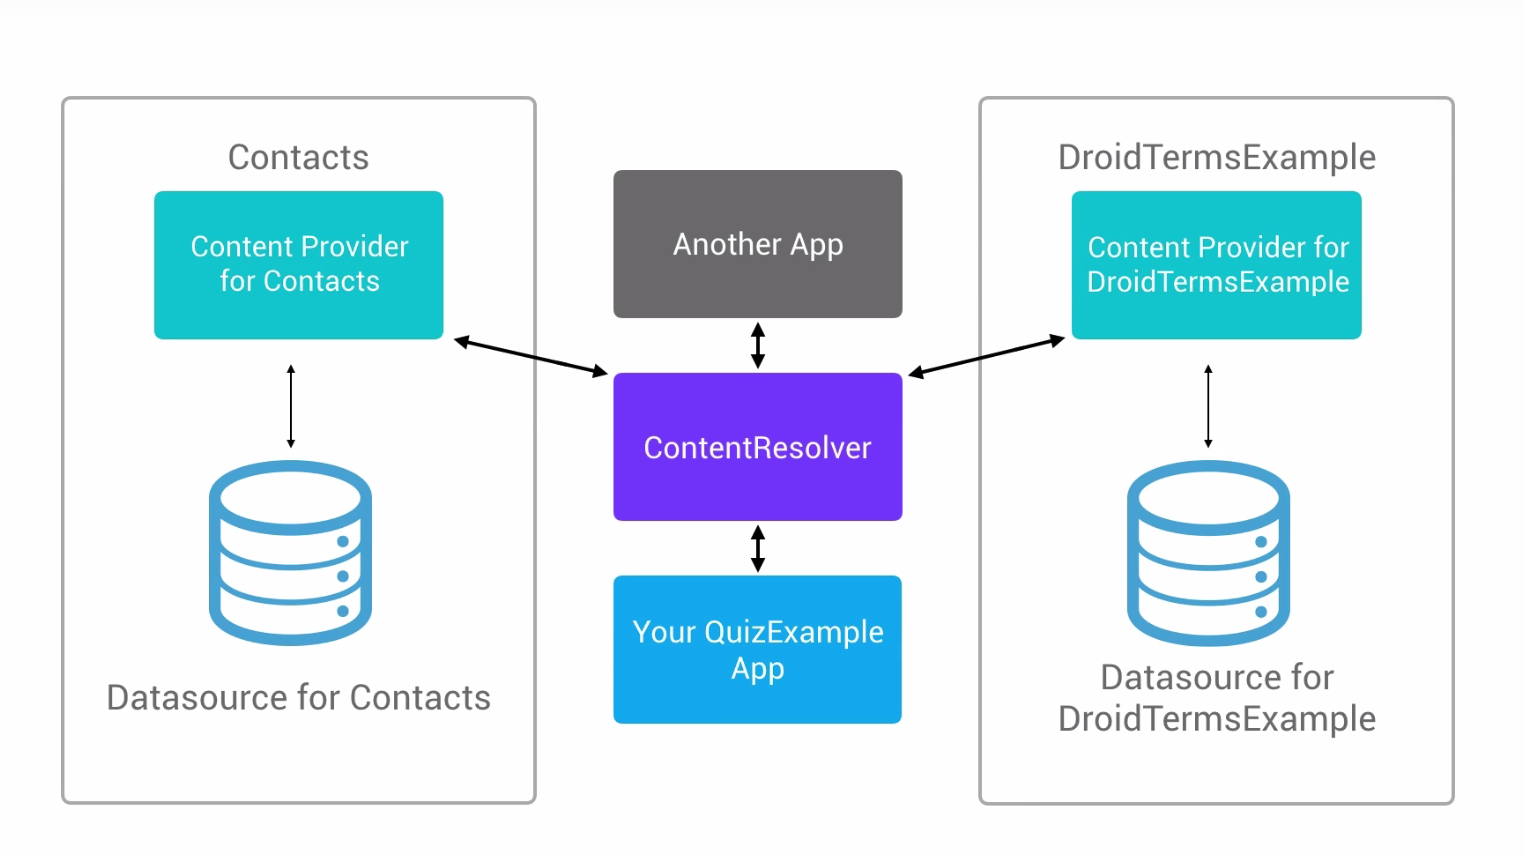 Contacts
Content Provider
for Contacts
Datasource for Contacts
Another App
ContentResolver
Your QuizExample
App
DroidTermsExample
Content Provider for
DroidTermsExample
Datasource for
DroidTermsExample